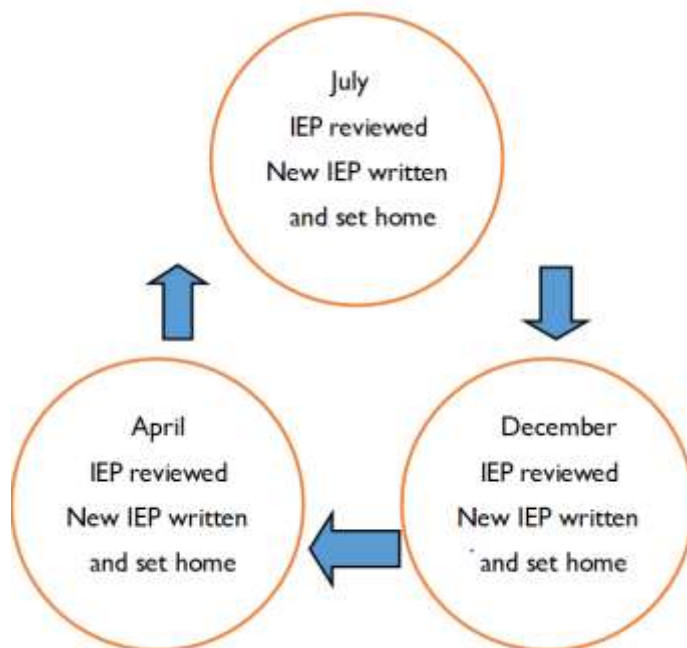 July
IEP reviewed
New IEP written
and set home
April
IEP reviewed
New IEP written
and set home
December
IEP reviewed
New IEP written
and set home